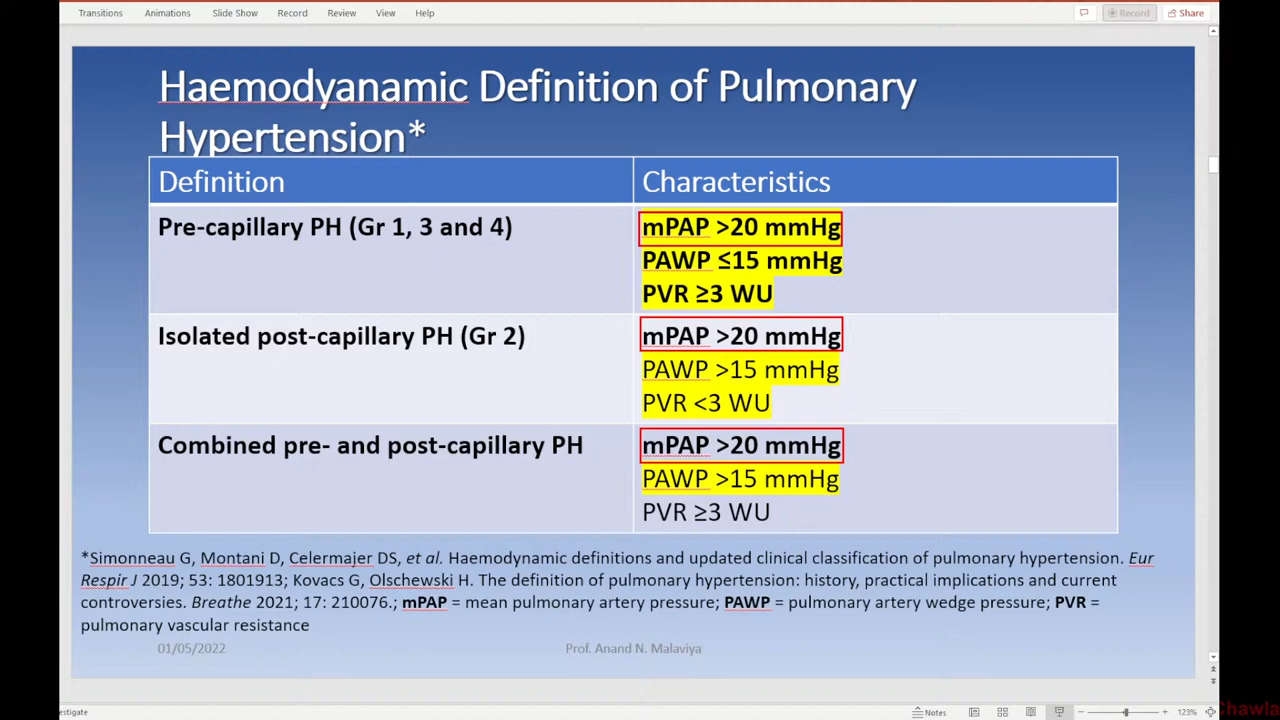 Transitions Animations Slide Show Record Review View Help Record Share
Haemodyanamic Definition of Pulmonary
Hypertension*
Definition Characteristics
Pre-capillary PH (Gr 1, 3 and 4)
mPAP >20 mmHg
PAWP ≤15 mmHg
PVR ≥3 WU
Isolated post-capillary PH (Gr 2)
mPAP >20 mmHg
PAWP >15 mmHg
PVR <3 WU
Combined pre- and post-capillary PH
mPAP >20 mmHg
PAWP >15 mmHg
PVR ≥3 WU
*Simonneau G, Montani D, Celermajer DS, et al. Haemodynamic definitions and updated clinical classification of pulmonary hypertension. Eur
Respir J 2019; 53: 1801913; Kovacs G, Olschewski H. The definition of pulmonary hypertension: history, practical implications and current
controversies. Breathe 2021; 17: 210076.; mPAP = mean pulmonary artery pressure; PAWP = pulmonary artery wedge pressure; PVR =
pulmonary vascular resistance
01/05/2022 Prof. Anand N. Malaviya
estigate Notes 123% Chawla